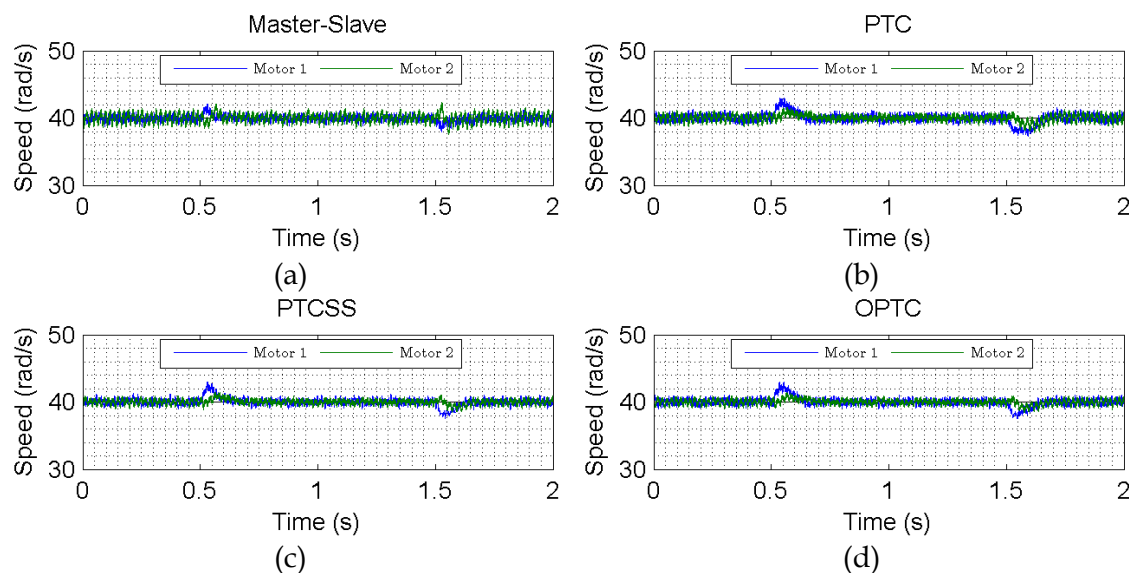 Master-Slave
50
40
30
Speed (rad/s)
Motor 1 Motor 2
0 0.5 1 1.5 2
Time (s)
(a)
PTC
50
40
30
Speed (rad/s)
Motor 1 Motor 2
0 0.5 1 1.5 2
Time (s)
(b)
PTCSS
50
40
30
Speed (rad/s)
Motor 1 Motor 2
0 0.5 1 1.5 2
Time (s)
(c)
OPTC
50
40
30
Speed (rad/s)
Motor 1 Motor 2
0 0.5 1 1.5 2
Time (s)
(d)